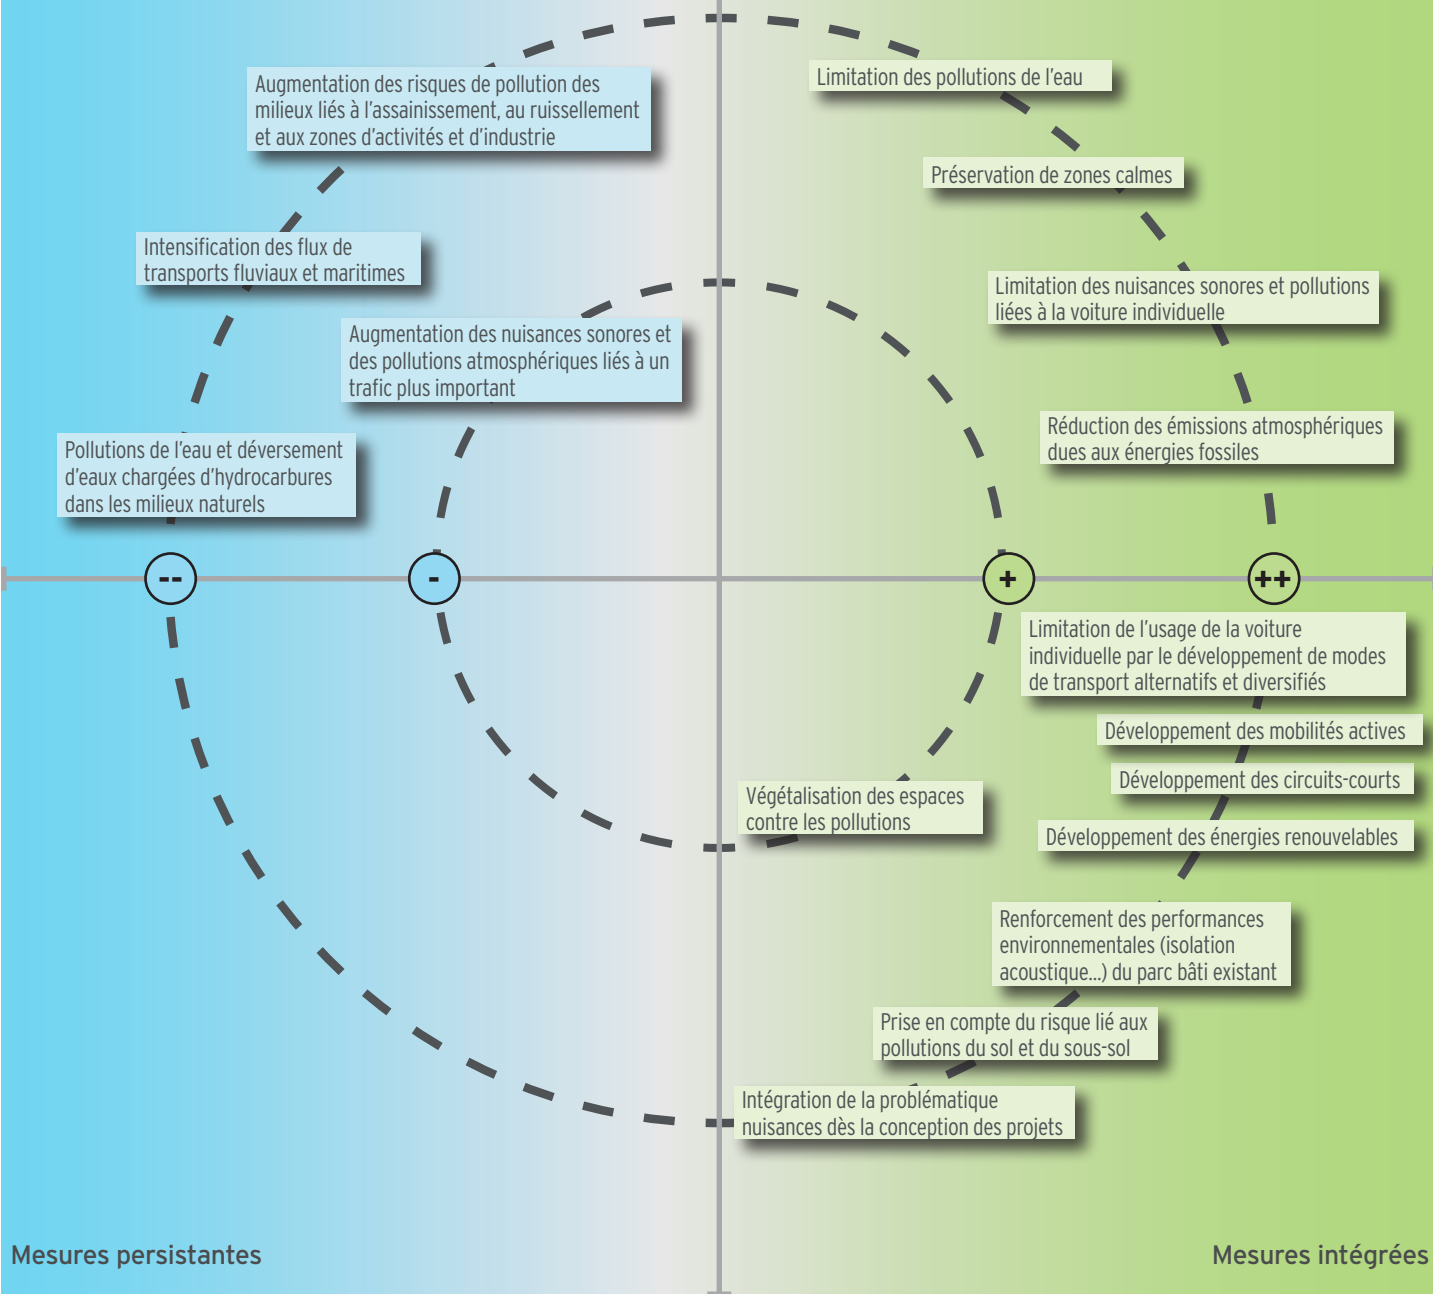 Augmentation des risques de pollution des
milieux liés à l'assainissement, au ruissellement
et aux zones d'activités et d'industrie
Intensification des flux de
transports fluviaux et maritimes
Augmentation des nuisances sonores et
des pollutions atmosphériques liés à un
trafic plus important
Pollutions de l'eau et déversement
d'eaux chargées d'hydrocarbures
dans les milieux naturels
Limitation des pollutions de l'eau
Préservation de zones calmes
Limitation des nuisances sonores et pollutions
liées à la voiture individuelle
Réduction des émissions atmosphériques
dues aux énergies fossiles
--
-
+
++
Limitation de l'usage de la voiture
individuelle par le développement de modes
de transport alternatifs et diversifiés
Développement des mobilités actives
Développement des circuits-courts
Végétalisation des espaces
contre les pollutions
Développement des énergies renouvelables
Renforcement des performances
environnementales (isolation
acoustique...) du parc bâti existant
Prise en compte du risque lié aux
pollutions du sol et du sous-sol
Intégration de la problématique
nuisances dès la conception des projets
Mesures persistantes
Mesures intégrées